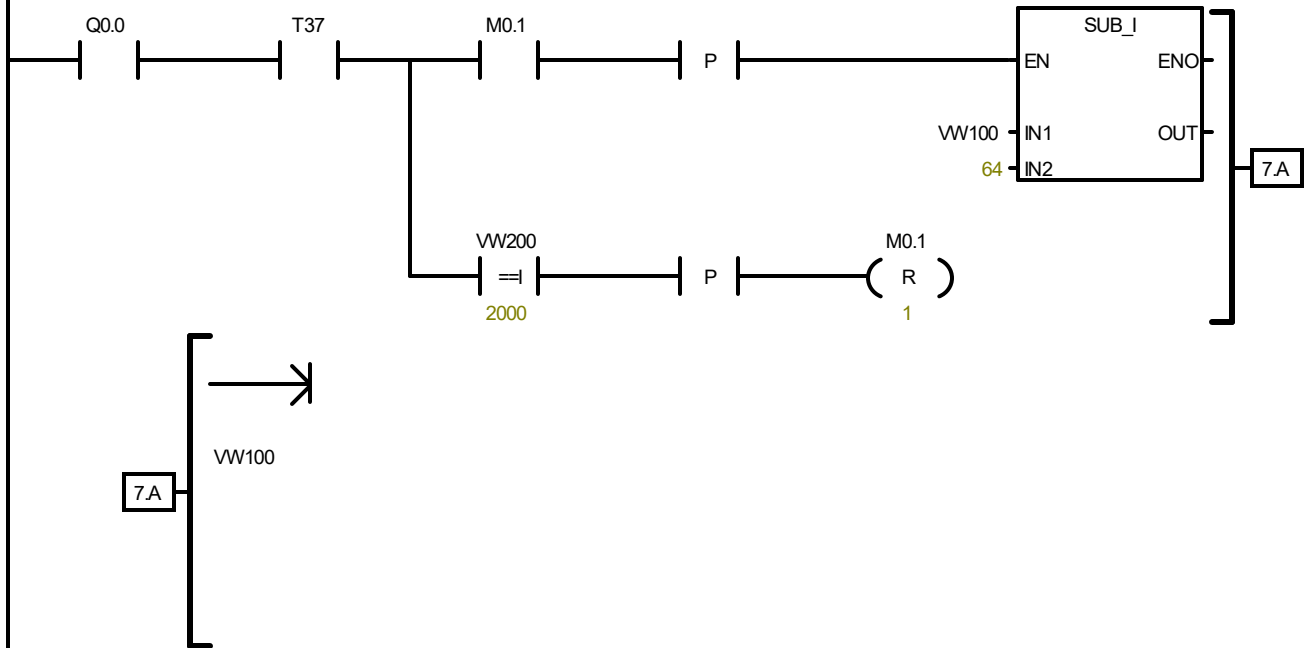 Q0.0 T37 M0.1 SUB_I
P EN ENO
VW100 IN1 OUT
64 IN2 7.A
VW200 M0.1
==I P R
2000 1
VW100
7.A